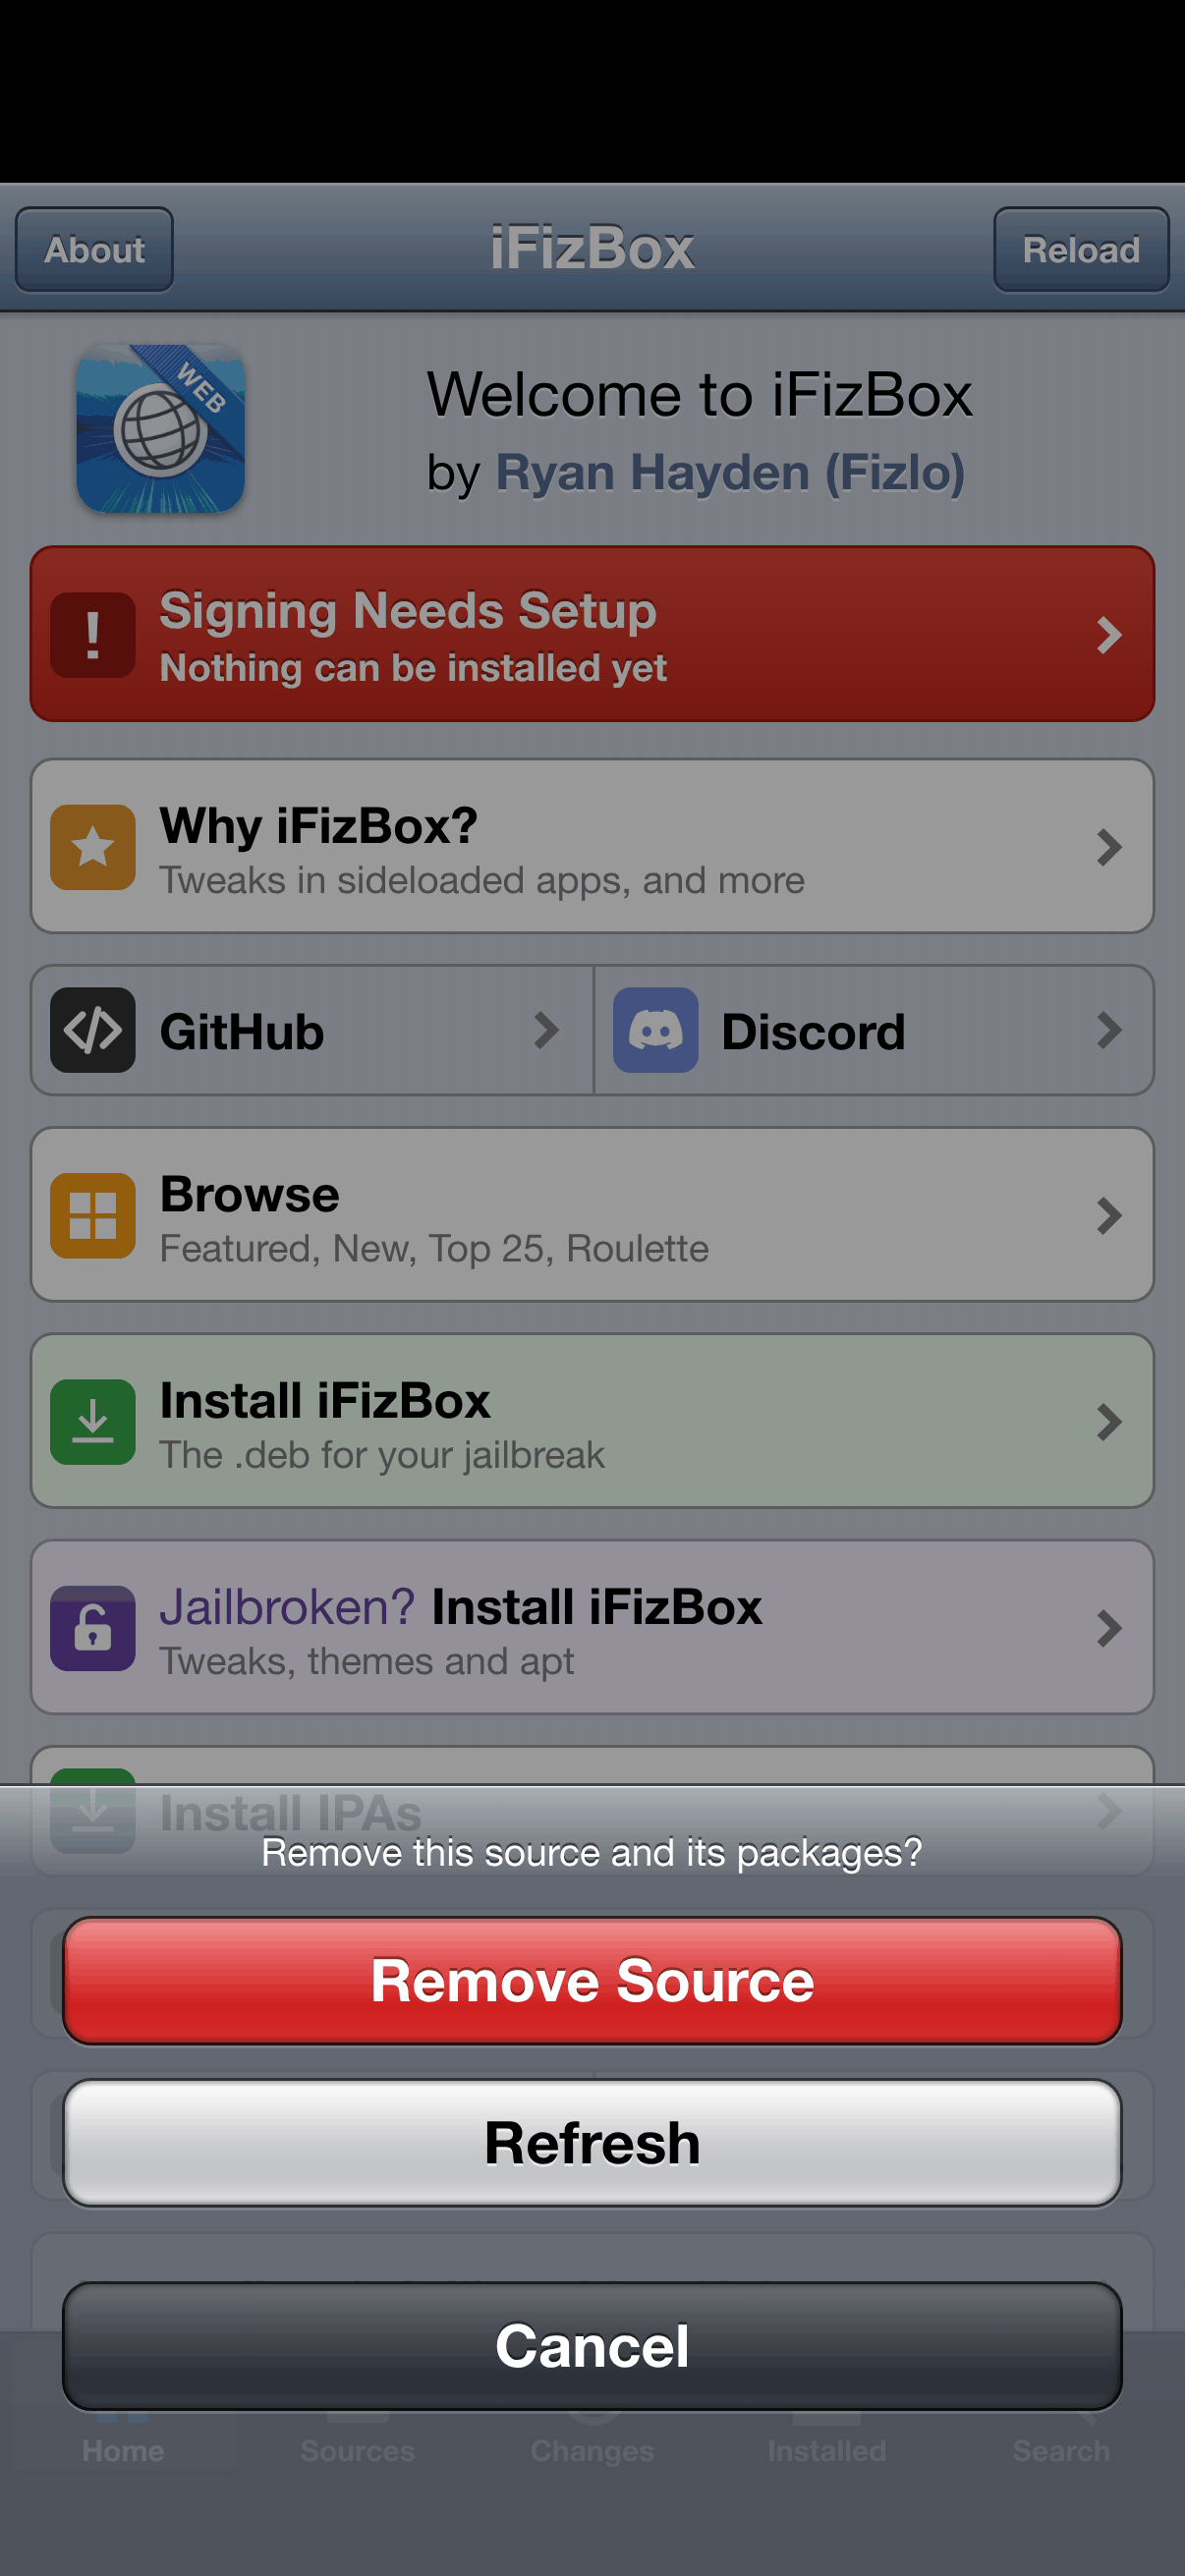 About
iFizBox
Reload
WEB
Welcome to iFizBox
by Ryan Hayden (Fizlo)
Signing Needs Setup
Nothing can be installed yet
Why iFizBox?
Tweaks in sideloaded apps, and more
GitHub
Discord
Browse
Featured, New, Top 25, Roulette
Install iFizBox
The .deb for your jailbreak
Jailbroken? Install iFizBox
Tweaks, themes and apt
Install IPAs
Remove this source and its packages?
Remove Source
Refresh
Cancel
Home
Sources
Changes
Installed
Search